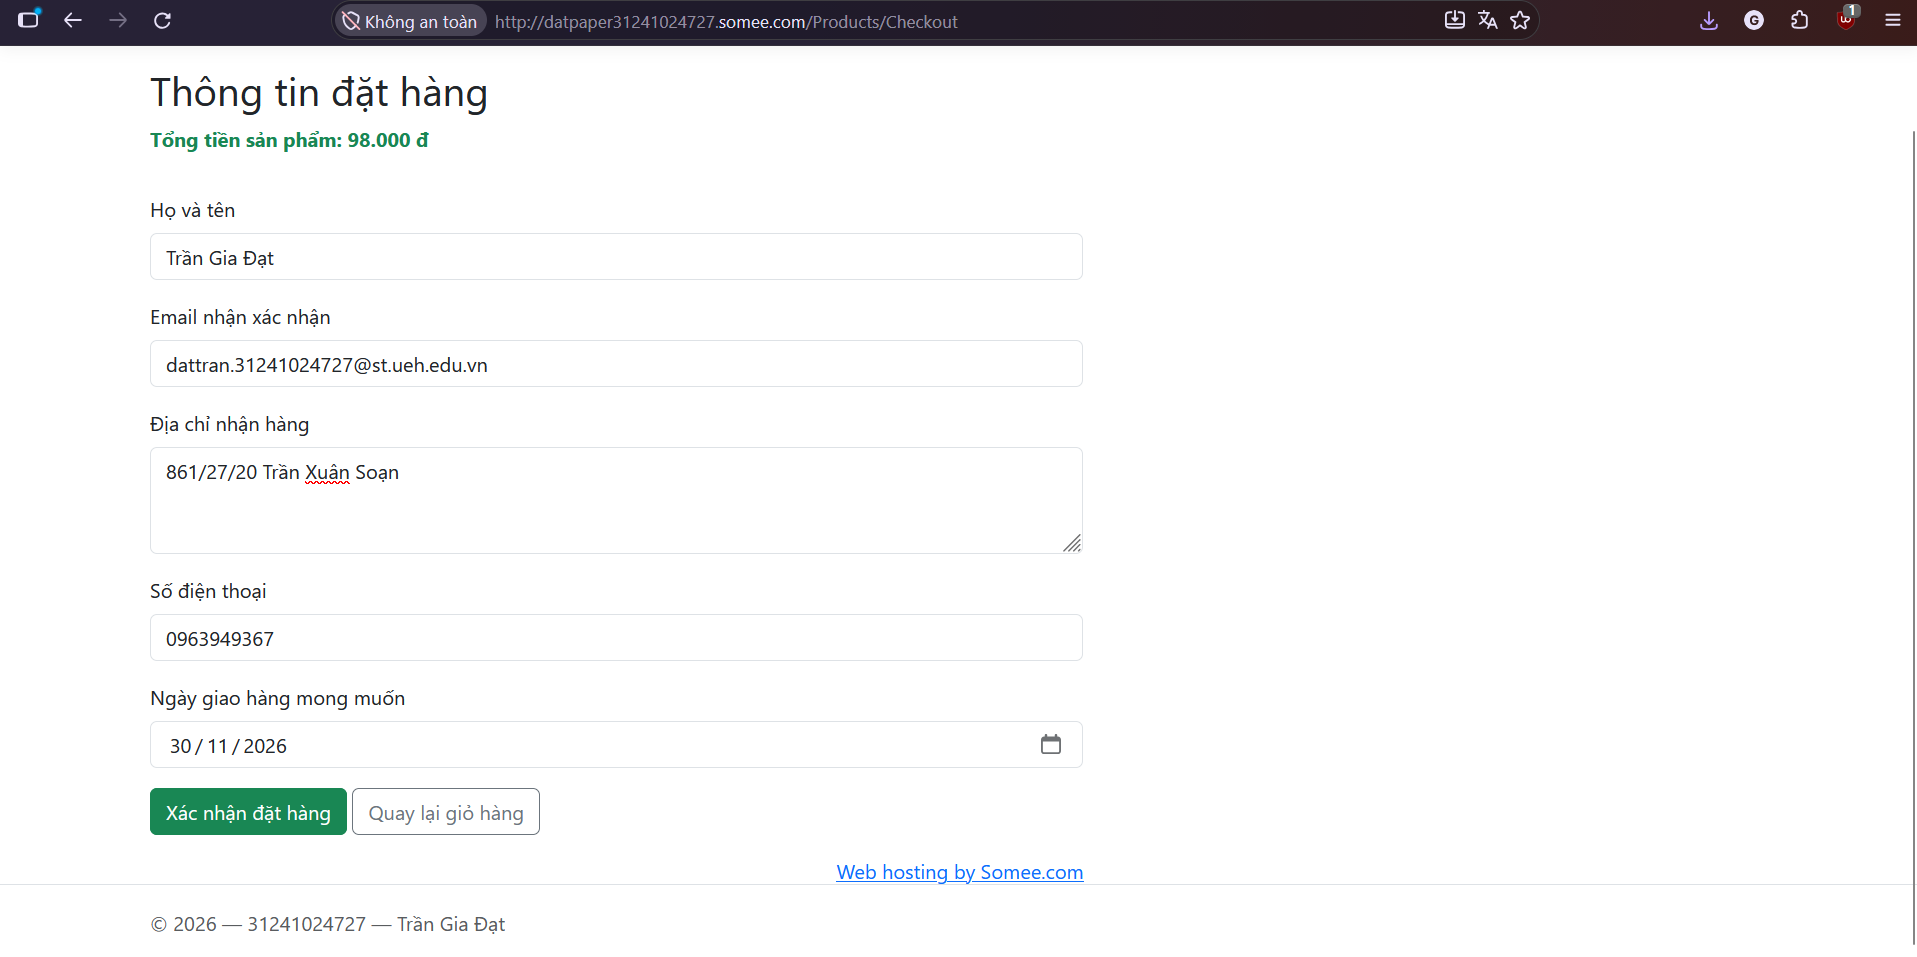 Không an toàn
http://datpaper31241024727.somee.com/Products/Checkout
G
1
Thông tin đặt hàng
Tổng tiền sản phẩm: 98.000 đ
Họ và tên
Trần Gia Đạt
Email nhận xác nhận
dattran.31241024727@st.ueh.edu.vn
Địa chỉ nhận hàng
861/27/20 Trần Xuân Soạn
Số điện thoại
0963949367
Ngày giao hàng mong muốn
30 / 11 / 2026
Xác nhận đặt hàng
Quay lại giỏ hàng
Web hosting by Somee.com
© 2026 — 31241024727 — Trần Gia Đạt